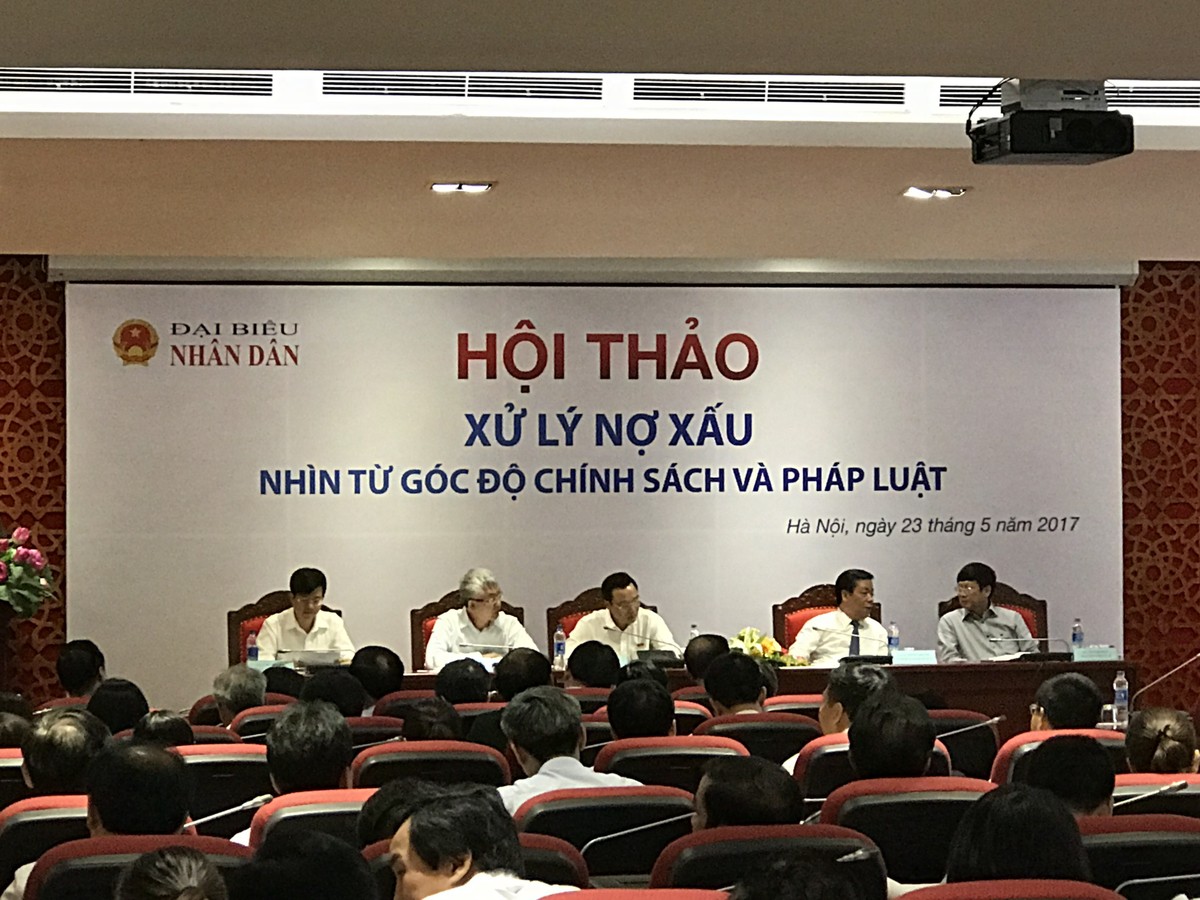 ĐẠI BIỂU
NHÂN DÂN
HỘI THẢO
XỬ LÝ NỢ XẤU
NHÌN TỪ GÓC ĐỘ CHÍNH SÁCH VÀ PHÁP LUẬT
Hà Nội, ngày 23 tháng 5 năm 2017